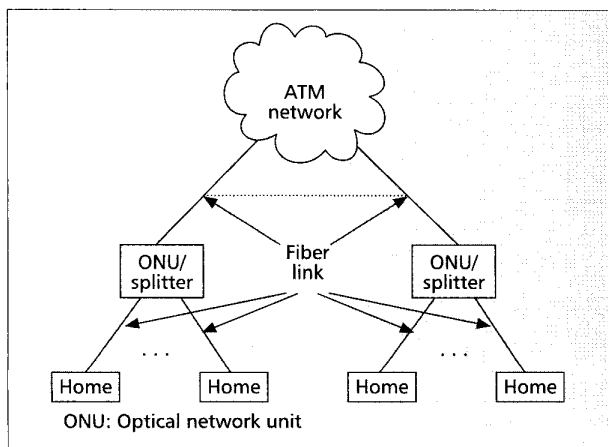 ATM
network
Fiber
link
ONU/
splitter
ONU/
splitter
. . .
. . .
Home
Home
Home
Home
ONU: Optical network unit